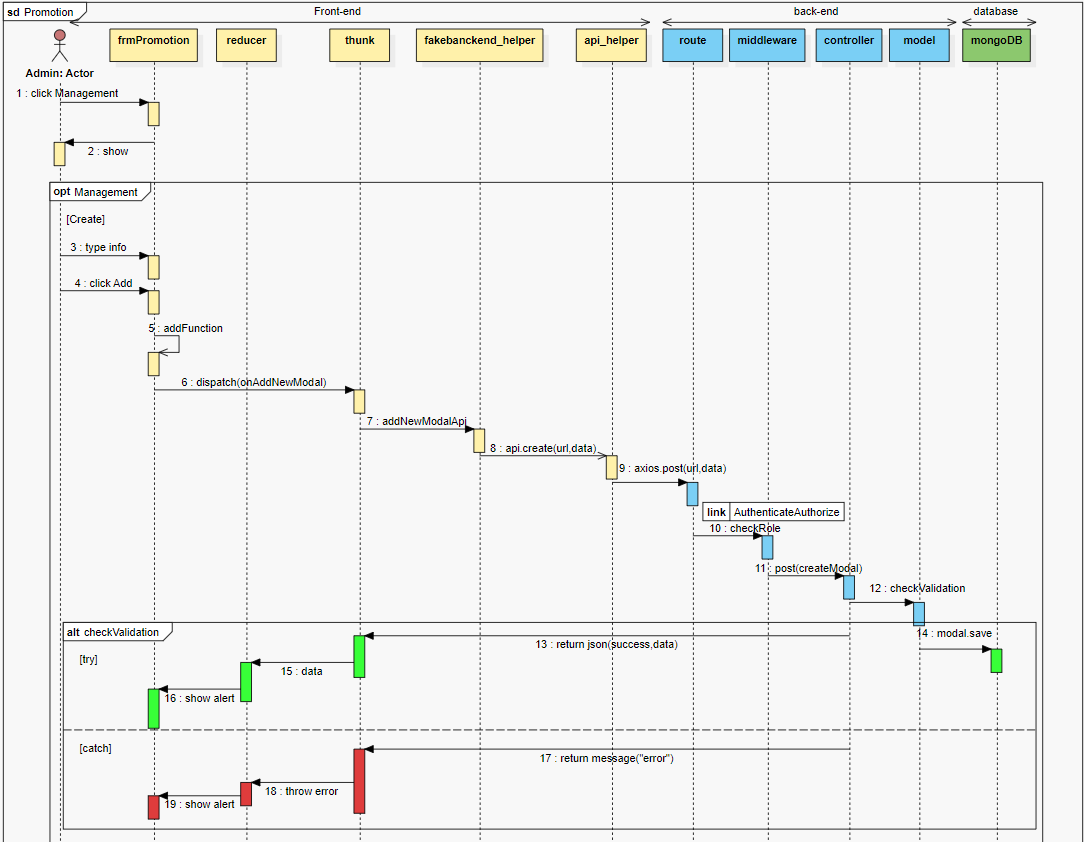 sd Promotion
Front-end
back-end
database
frmPromotion
reducer
thunk
fakebanckend_helper
api_helper
route
middleware
controller
model
mongoDB
Admin: Actor
1 : click Management
2 : show
opt Management
[Create]
3 : type info
4 : click Add
5 : addFunction
6 : dispatch(onAddNewModal)
7 : addNewModalApi
8 : api.create(url,data)
9 : axios.post(url,data)
link AuthenticateAuthorize
10 : checkRole
11 : post(createModal)
12 : checkValidation
alt checkValidation
14 : modal.save
13 : return json(success,data)
[try]
15 : data
16 : show alert
[catch]
17 : return message("error")
18 : throw error
19 : show alert